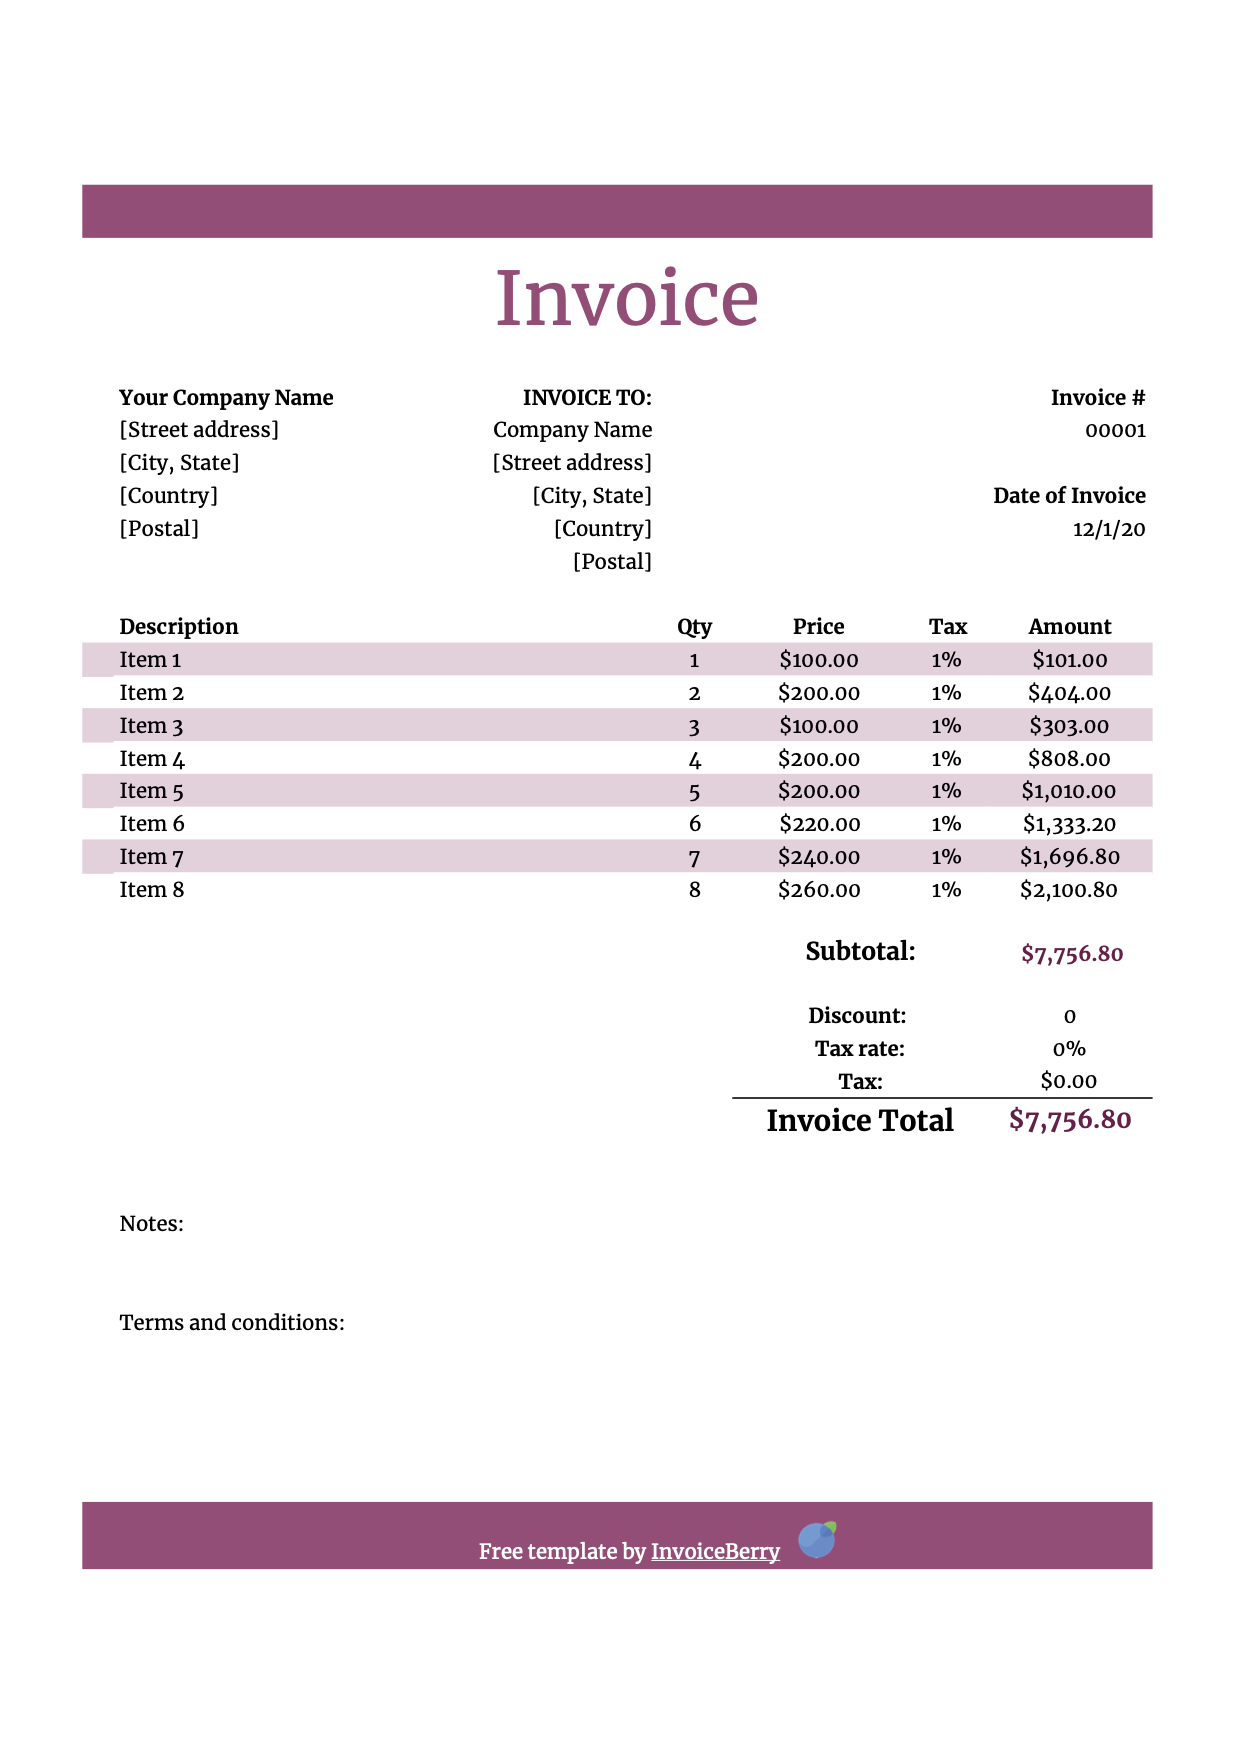 Invoice
Your Company Name INVOICE TO: Invoice #
[Street address] Company Name 00001
[City, State] [Street address]
[Country] [City, State] Date of Invoice
[Postal] [Country] 12/1/20
[Postal]
Description Qty Price Tax Amount
Item 1 1 $100.00 1% $101.00
Item 2 2 $200.00 1% $404.00
Item 3 3 $100.00 1% $303.00
Item 4 4 $200.00 1% $808.00
Item 5 5 $200.00 1% $1,010.00
Item 6 6 $220.00 1% $1,333.20
Item 7 7 $240.00 1% $1,696.80
Item 8 8 $260.00 1% $2,100.80
Subtotal: $7,756.80
Discount: 0
Tax rate: 0%
Tax: $0.00
Invoice Total $7,756.80
Notes:
Terms and conditions:
Free template by InvoiceBerry